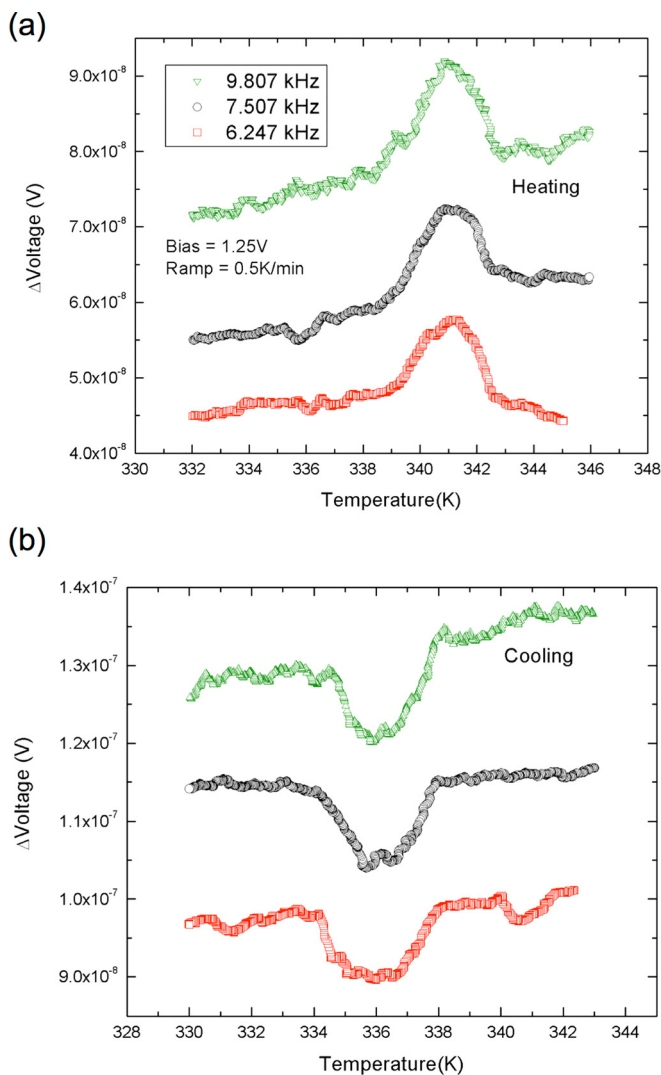 (a)
9.0x10⁻⁸
8.0x10⁻⁸
7.0x10⁻⁸
6.0x10⁻⁸
5.0x10⁻⁸
4.0x10⁻⁸
ΔVoltage (V)
9.807 kHz
7.507 kHz
6.247 kHz
Heating
Bias = 1.25V
Ramp = 0.5K/min
330 332 334 336 338 340 342 344 346 348
Temperature(K)
(b)
1.4x10⁻⁷
1.3x10⁻⁷
1.2x10⁻⁷
1.1x10⁻⁷
1.0x10⁻⁷
9.0x10⁻⁸
ΔVoltage (V)
Cooling
328 330 332 334 336 338 340 342 344
Temperature(K)